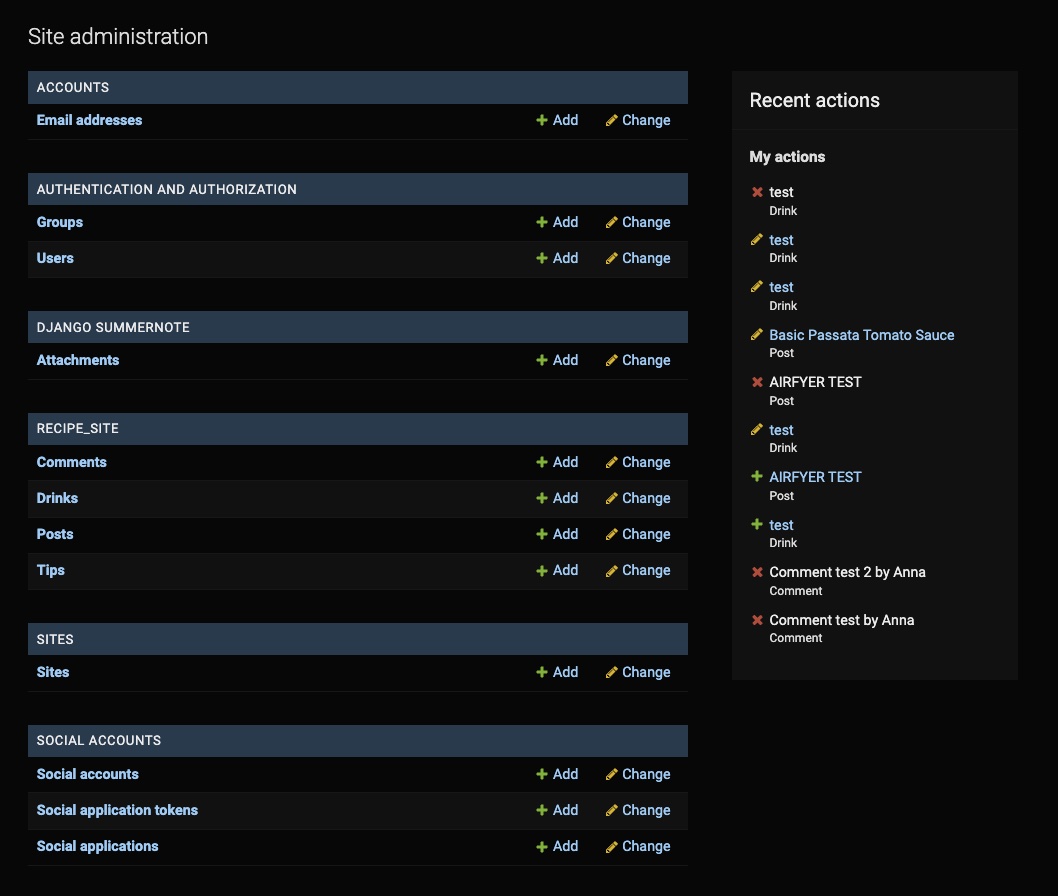 Site administration
ACCOUNTS
Email addresses Add Change
AUTHENTICATION AND AUTHORIZATION
Groups Add Change
Users Add Change
DJANGO SUMMERNOTE
Attachments Add Change
RECIPE_SITE
Comments Add Change
Drinks Add Change
Posts Add Change
Tips Add Change
SITES
Sites Add Change
SOCIAL ACCOUNTS
Social accounts Add Change
Social application tokens Add Change
Social applications Add Change
Recent actions
My actions
test
Drink
test
Drink
test
Drink
Basic Passata Tomato Sauce
Post
AIRFYER TEST
Post
test
Drink
AIRFYER TEST
Post
test
Drink
Comment test 2 by Anna
Comment
Comment test by Anna
Comment